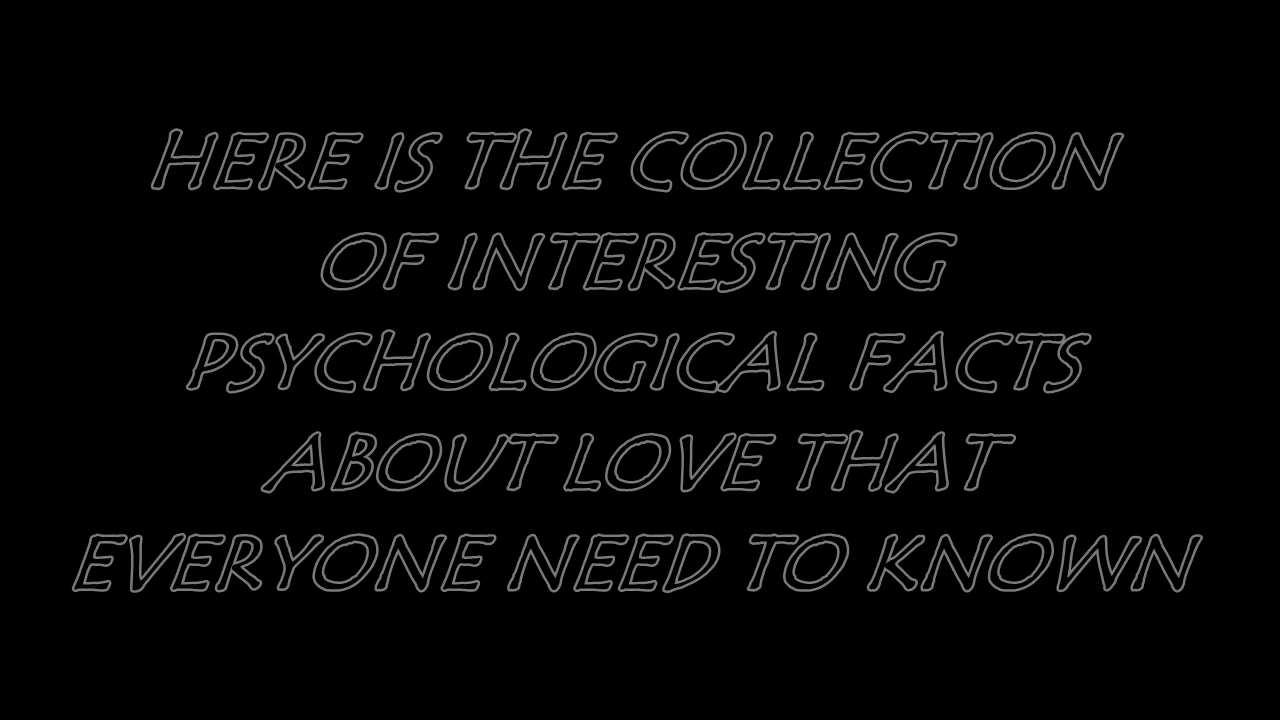 HERE IS THE COLLECTION
OF INTERESTING
PSYCHOLOGICAL FACTS
ABOUT LOVE THAT
EVERYONE NEED TO KNOWN